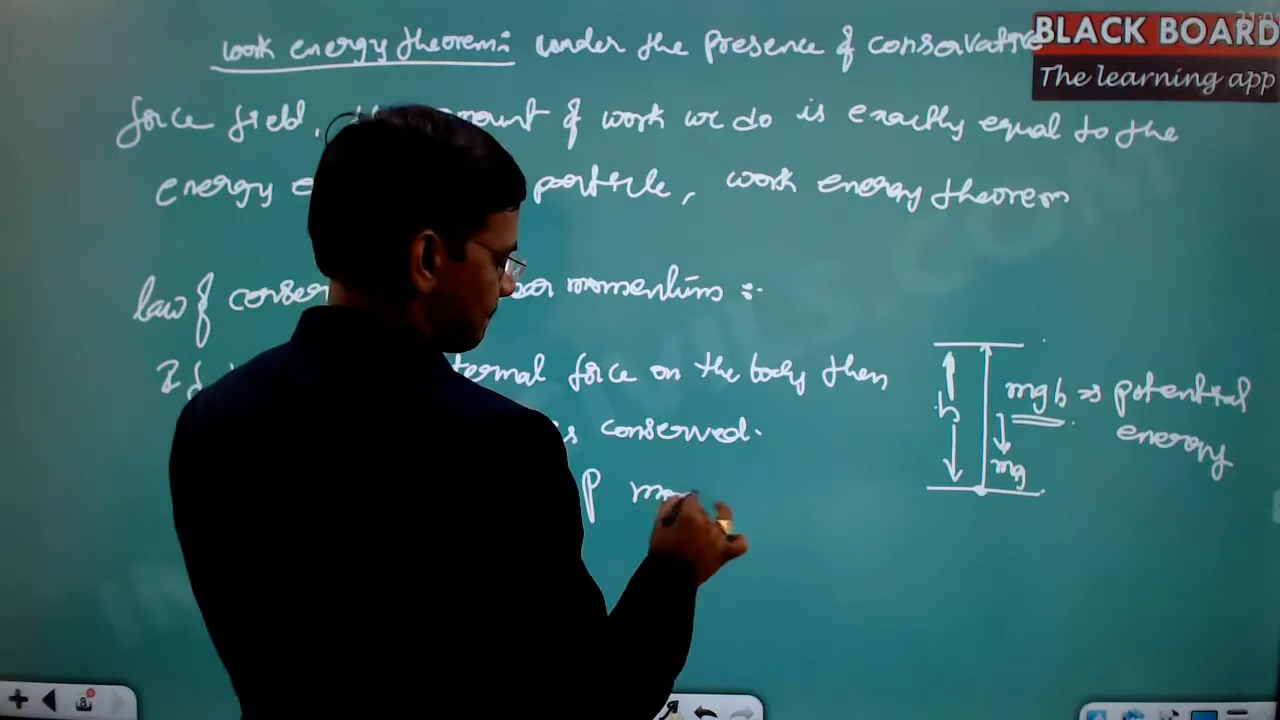 work energy theorem:- under the presence of conservative
force field, amount of work we do is exactly equal to the
energy particle, work energy theorem
law of momentum :-
If force on the body then
is conserved.
P
h
mgh => potential
energy
mg
BLACK BOARD
The learning app